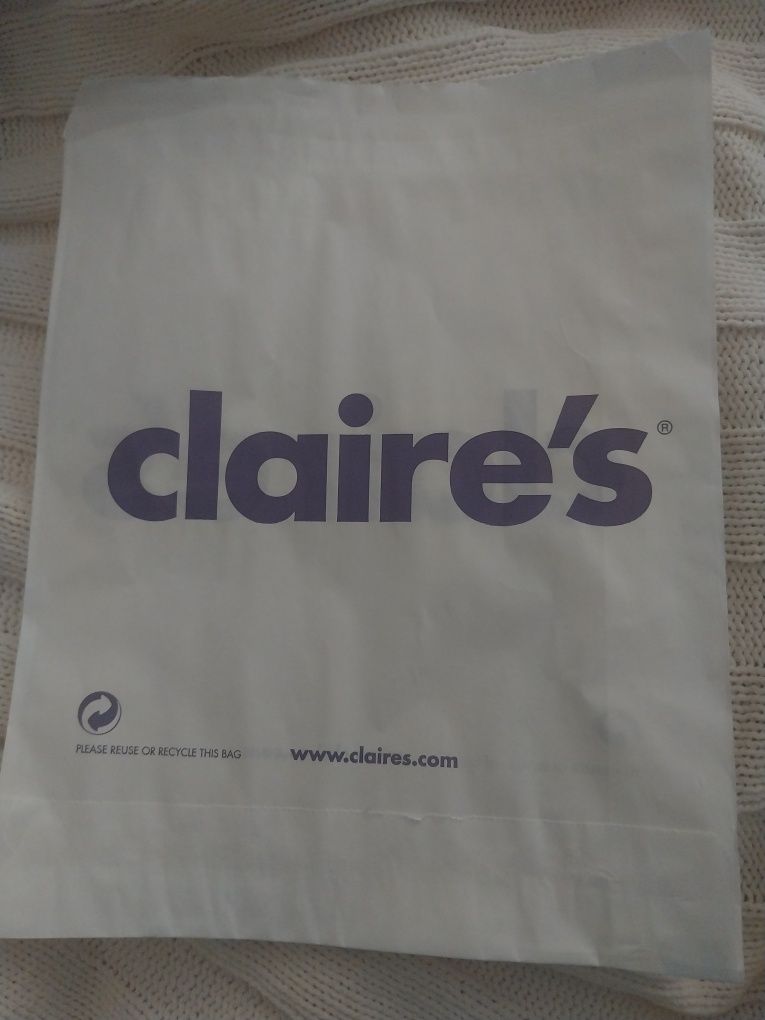 claire's®
PLEASE REUSE OR RECYCLE THIS BAG
www.claires.com